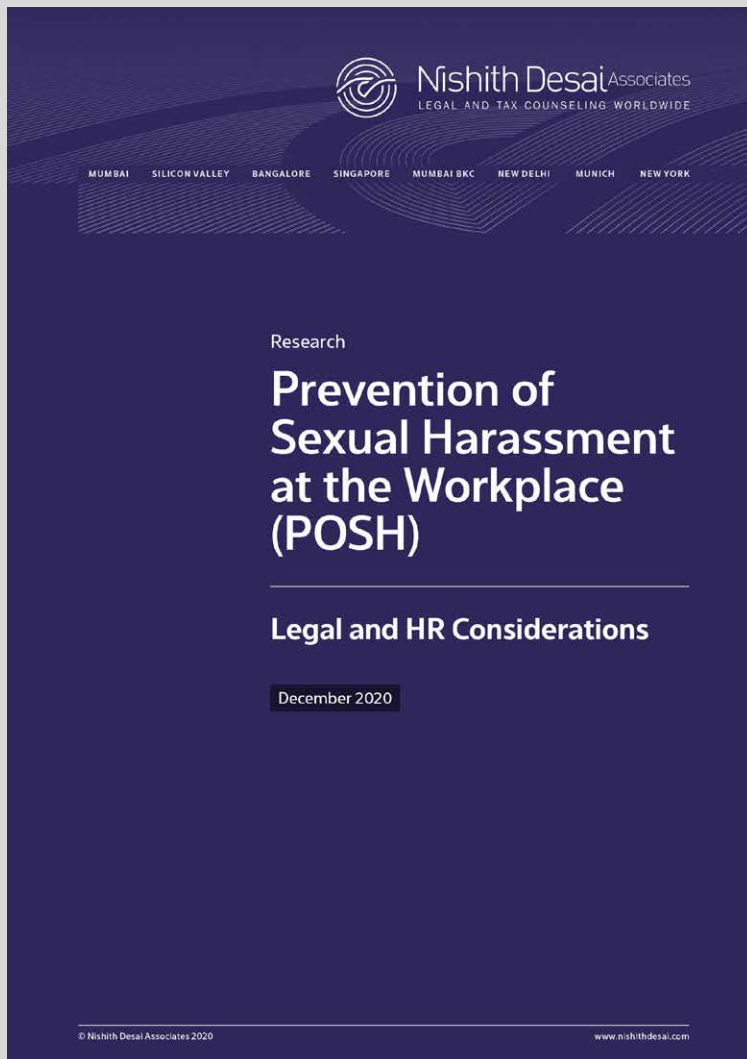 Nishith Desai Associates
LEGAL AND TAX COUNSELING WORLDWIDE
MUMBAI SILICON VALLEY BANGALORE SINGAPORE MUMBAI BKC NEW DELHI MUNICH NEW YORK
Research
Prevention of
Sexual Harassment
at the Workplace
(POSH)
Legal and HR Considerations
December 2020
© Nishith Desai Associates 2020 www.nishithdesai.com